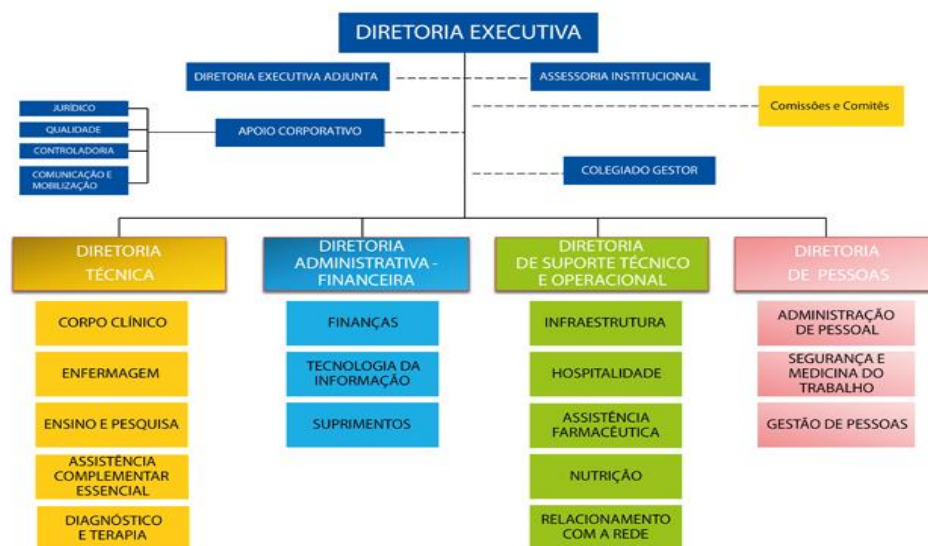 DIRETORIA EXECUTIVA
DIRETORIA EXECUTIVA ADJUNTA
ASSESSORIA INSTITUCIONAL
Comissões e Comitês
JURÍDICO
QUALIDADE
CONTROLADORIA
COMUNICAÇÃO E
MOBILIZAÇÃO
APOIO CORPORATIVO
COLEGIADO GESTOR
DIRETORIA
TÉCNICA
CORPO CLÍNICO
ENFERMAGEM
ENSINO E PESQUISA
ASSISTÊNCIA
COMPLEMENTAR
ESSENCIAL
DIAGNÓSTICO
E TERAPIA
DIRETORIA
ADMINISTRATIVA -
FINANCEIRA
FINANÇAS
TECNOLOGIA DA
INFORMAÇÃO
SUPRIMENTOS
DIRETORIA
DE SUPORTE TÉCNICO
E OPERACIONAL
INFRAESTRUTURA
HOSPITALIDADE
ASSISTÊNCIA
FARMACÊUTICA
NUTRIÇÃO
RELACIONAMENTO
COM A REDE
DIRETORIA
DE PESSOAS
ADMINISTRAÇÃO
DE PESSOAL
SEGURANÇA E
MEDICINA DO
TRABALHO
GESTÃO DE PESSOAS